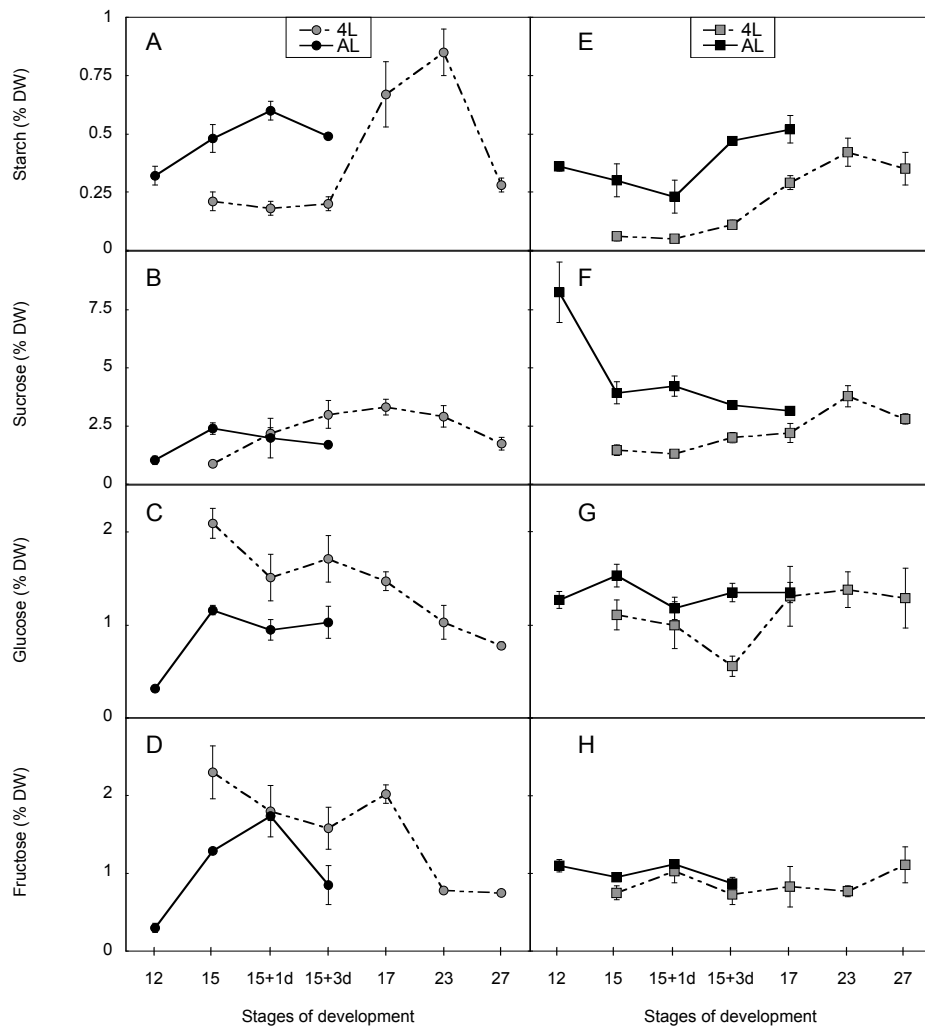 A
4L
AL
E
4L
AL
Starch (% DW)
1
0.75
0.5
0.25
0
B
F
Sucrose (% DW)
7.5
5
2.5
0
C
G
Glucose (% DW)
2
1
0
D
H
Fructose (% DW)
2
1
0
12 15 15+1d 15+3d 17 23 27
12 15 15+1d 15+3d 17 23 27
Stages of development
Stages of development